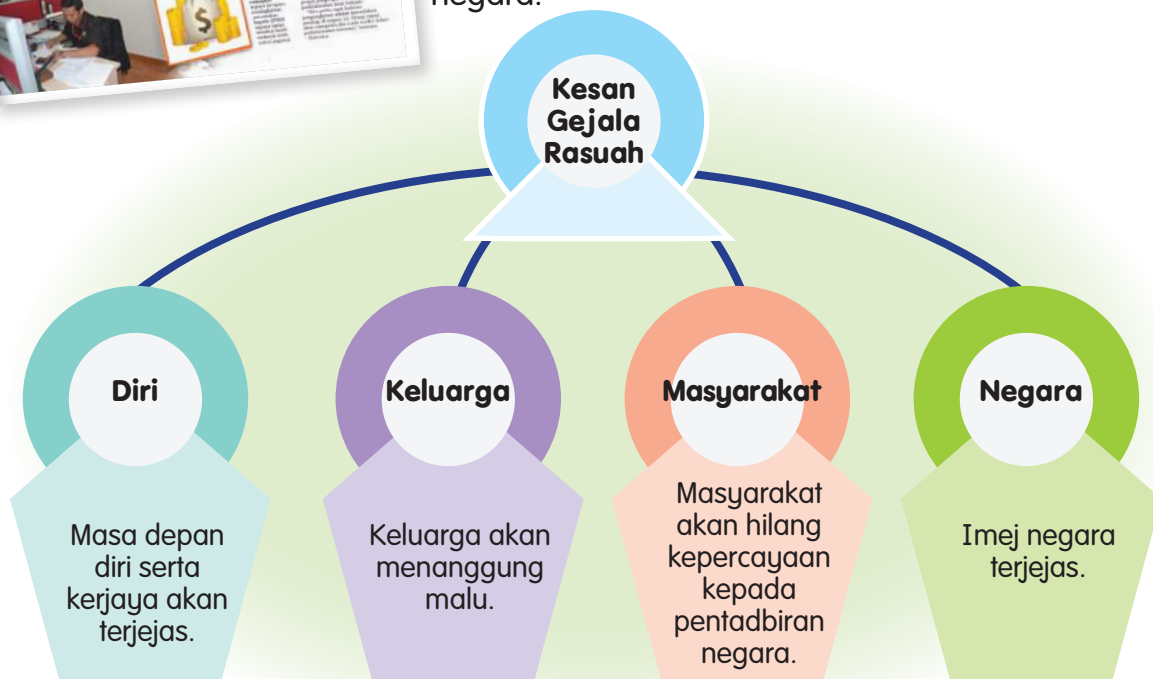 negara.
Kesan
Gejala
Rasuah
Diri
Masa depan
diri serta
kerjaya akan
terjejas.
Keluarga
Keluarga akan
menanggung
malu.
Masyarakat
Masyarakat
akan hilang
kepercayaan
kepada
pentadbiran
negara.
Negara
Imej negara
terjejas.